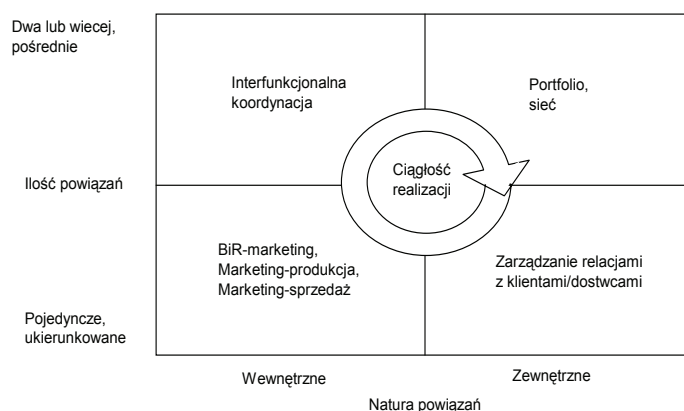 Dwa lub wiecej,
pośrednie
Interfunkcjonalna
koordynacja
Portfolio,
sieć
Ciągłość
realizacji
Ilość powiązań
BiR-marketing,
Marketing-produkcja,
Marketing-sprzedaż
Zarządzanie relacjami
z klientami/dostwcami
Pojedyncze,
ukierunkowane
Wewnętrzne
Zewnętrzne
Natura powiązań